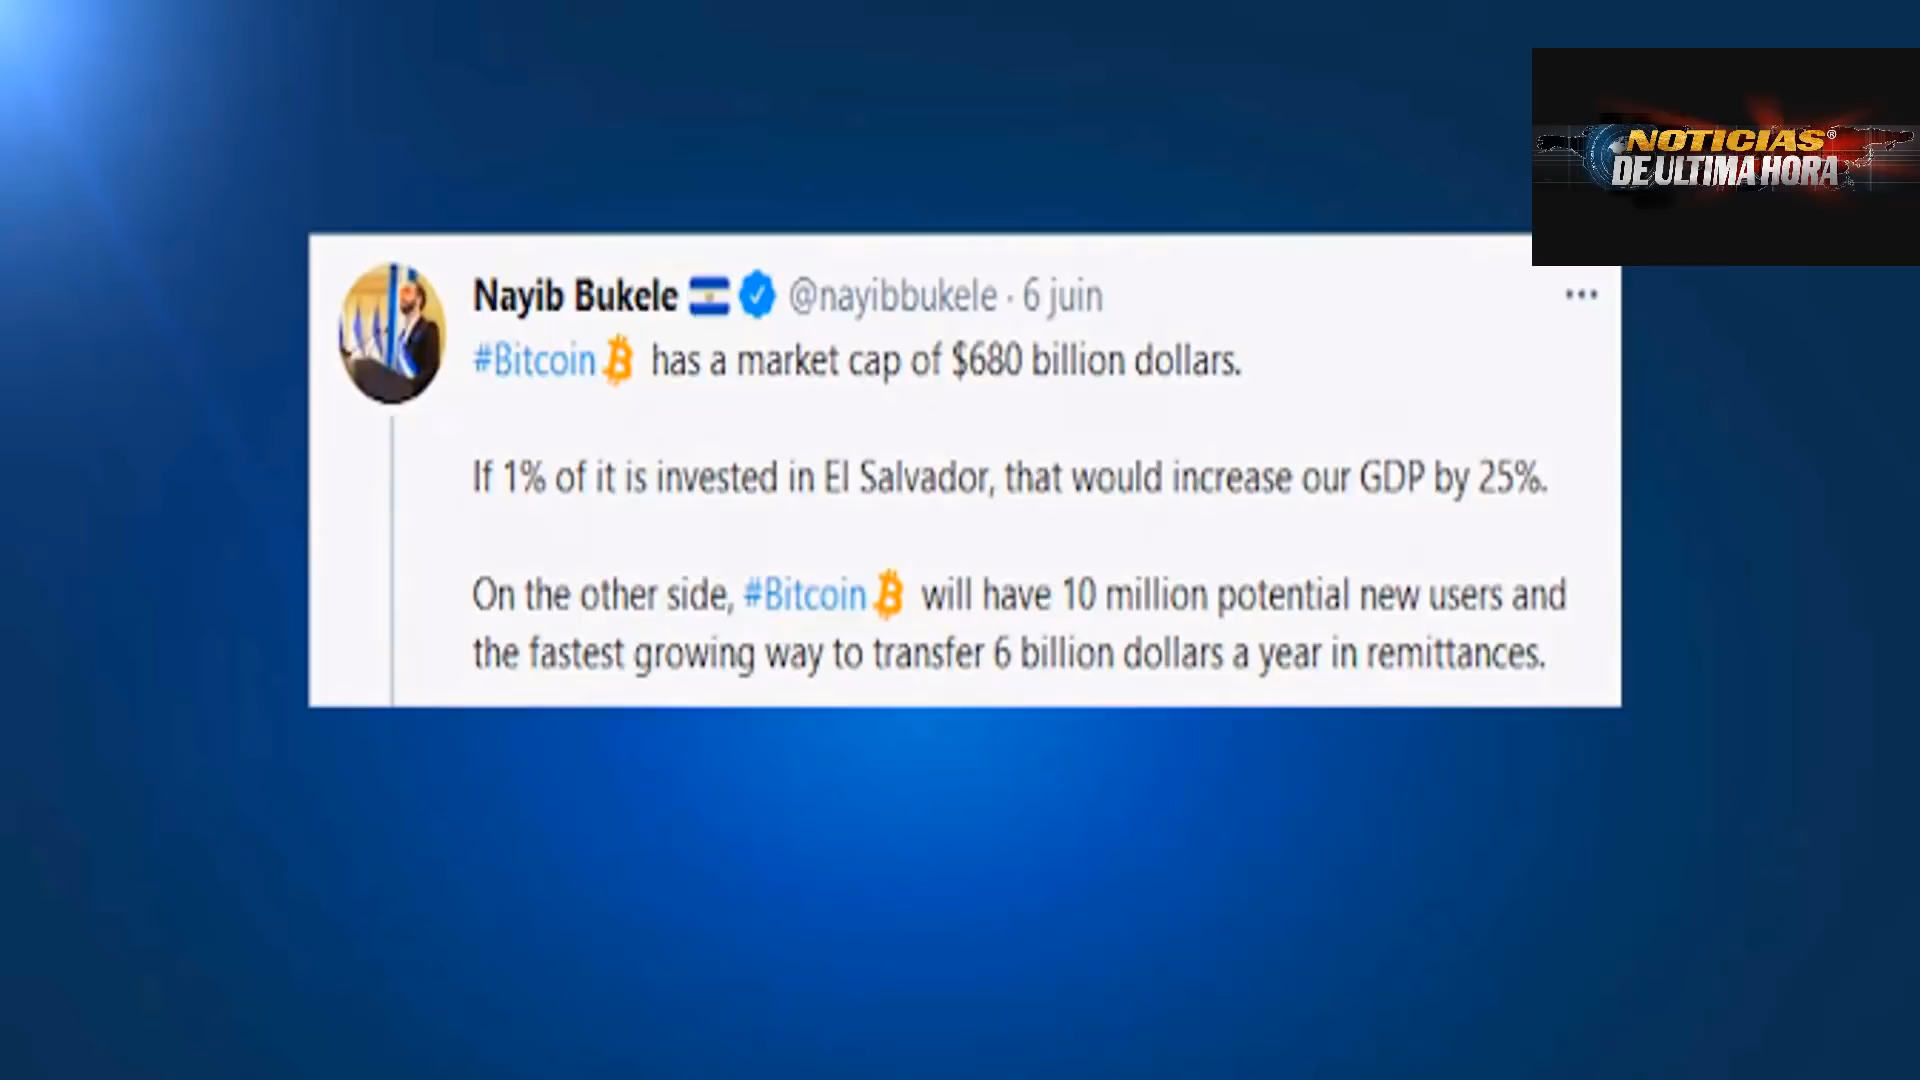 NOTICIAS®
DE ULTIMA HORA
Nayib Bukele @nayibbukele · 6 juin
#Bitcoin has a market cap of $680 billion dollars.
If 1% of it is invested in El Salvador, that would increase our GDP by 25%.
On the other side, #Bitcoin will have 10 million potential new users and
the fastest growing way to transfer 6 billion dollars a year in remittances.